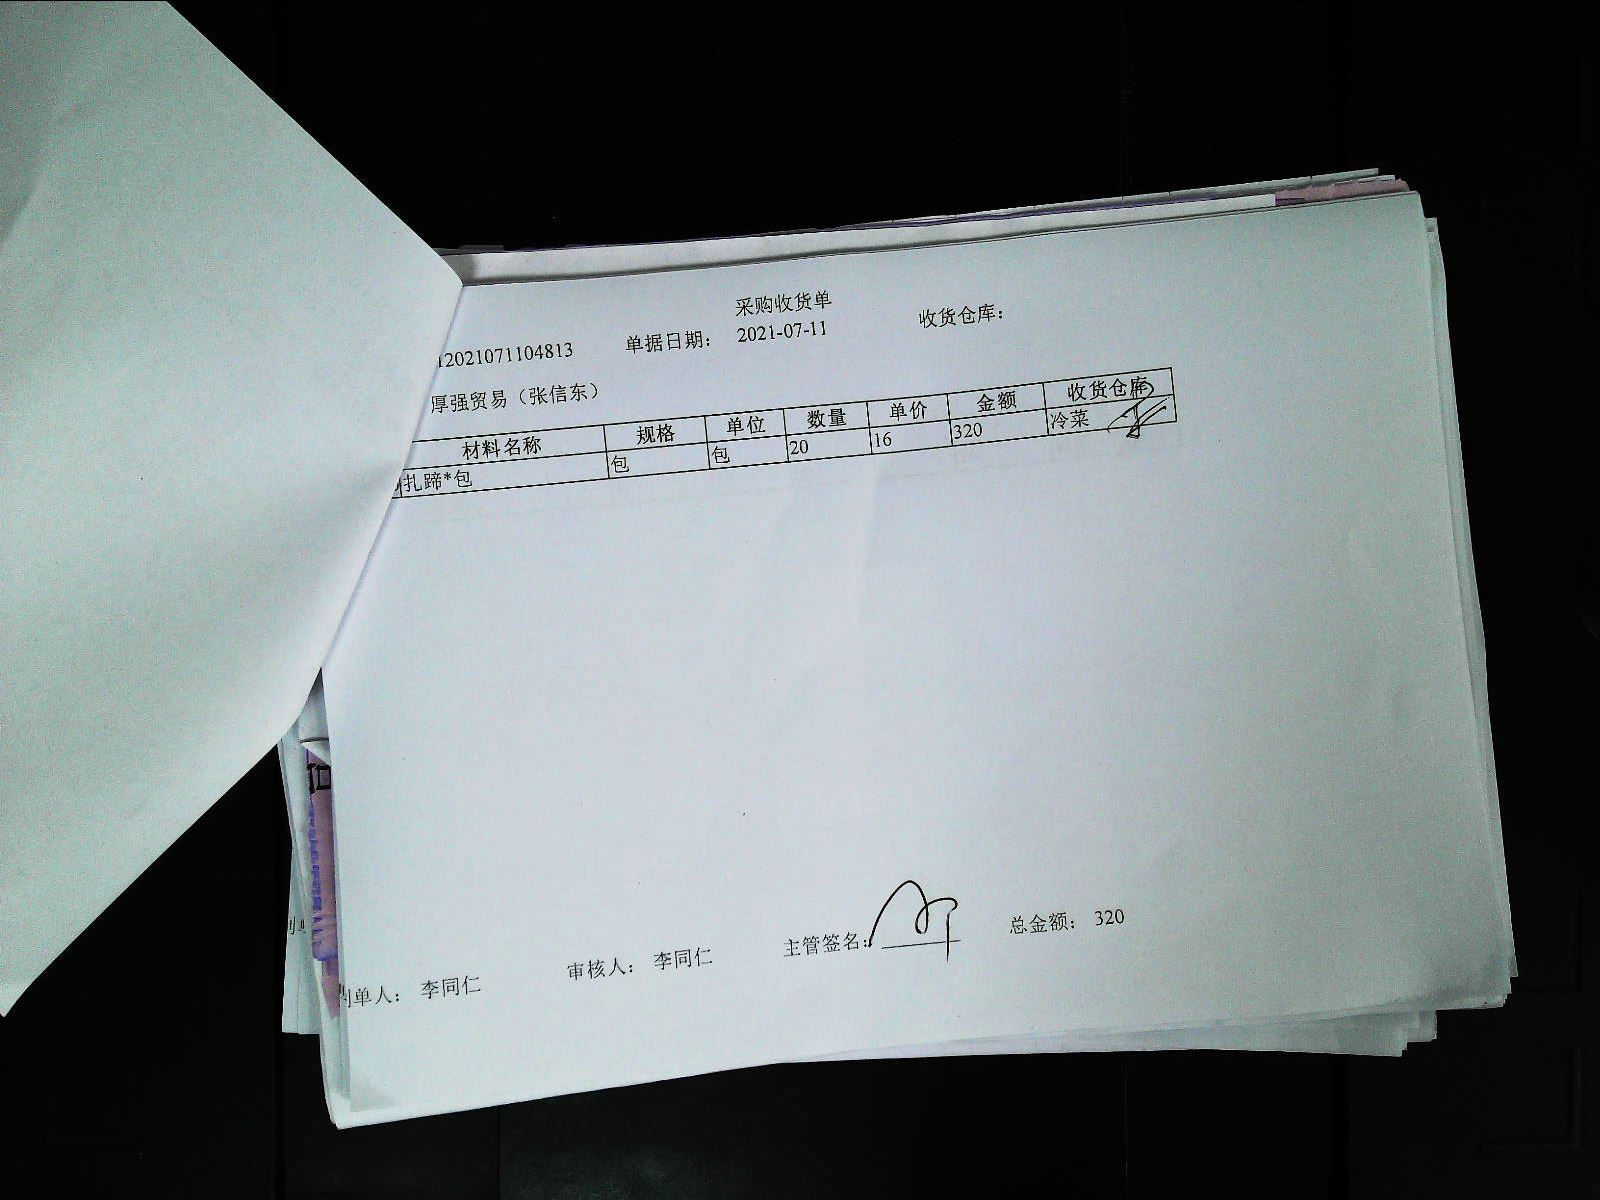 采购收货单
12021071104813 单据日期： 2021-07-11 收货仓库：
厚强贸易（张信东）
材料名称 规格 单位 数量 单价 金额 收货仓库
扎蹄*包 包 包 20 16 320 冷菜
单人： 李同仁 审核人： 李同仁 主管签名： 总金额： 320